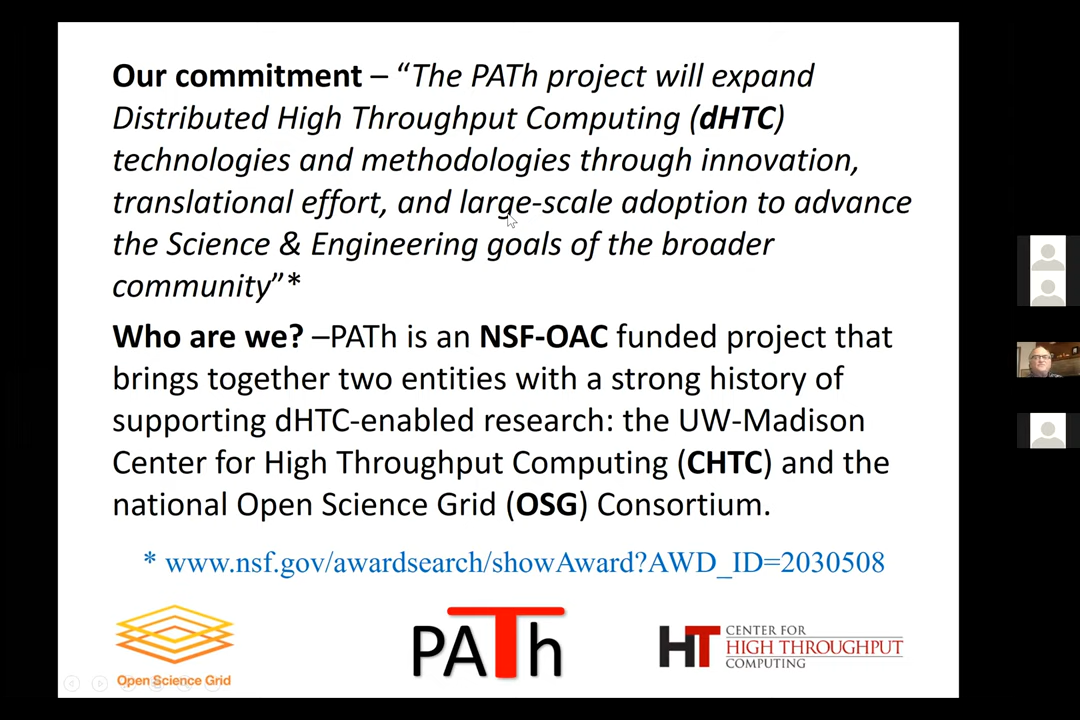 Our commitment – “The PATh project will expand
Distributed High Throughput Computing (dHTC)
technologies and methodologies through innovation,
translational effort, and large-scale adoption to advance
the Science & Engineering goals of the broader
community”*
Who are we? –PATh is an NSF-OAC funded project that
brings together two entities with a strong history of
supporting dHTC-enabled research: the UW-Madison
Center for High Throughput Computing (CHTC) and the
national Open Science Grid (OSG) Consortium.
* www.nsf.gov/awardsearch/showAward?AWD_ID=2030508
Open Science Grid
PATh
HT
CENTER FOR
HIGH THROUGHPUT
COMPUTING